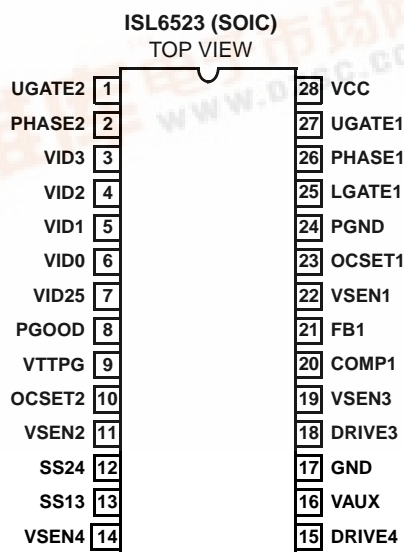 ISL6523 (SOIC)
TOP VIEW
UGATE2 1 28 VCC
PHASE2 2 27 UGATE1
VID3 3 26 PHASE1
VID2 4 25 LGATE1
VID1 5 24 PGND
VID0 6 23 OCSET1
VID25 7 22 VSEN1
PGOOD 8 21 FB1
VTTPG 9 20 COMP1
OCSET2 10 19 VSEN3
VSEN2 11 18 DRIVE3
SS24 12 17 GND
SS13 13 16 VAUX
VSEN4 14 15 DRIVE4